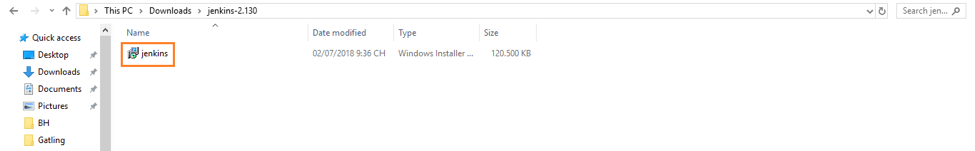 This PC > Downloads > jenkins-2.130
Search jen...
Name Date modified Type Size
Quick access
jenkins 02/07/2018 9:36 CH Windows Installer ... 120.500 KB
Desktop
Downloads
Documents
Pictures
BH
Gatling